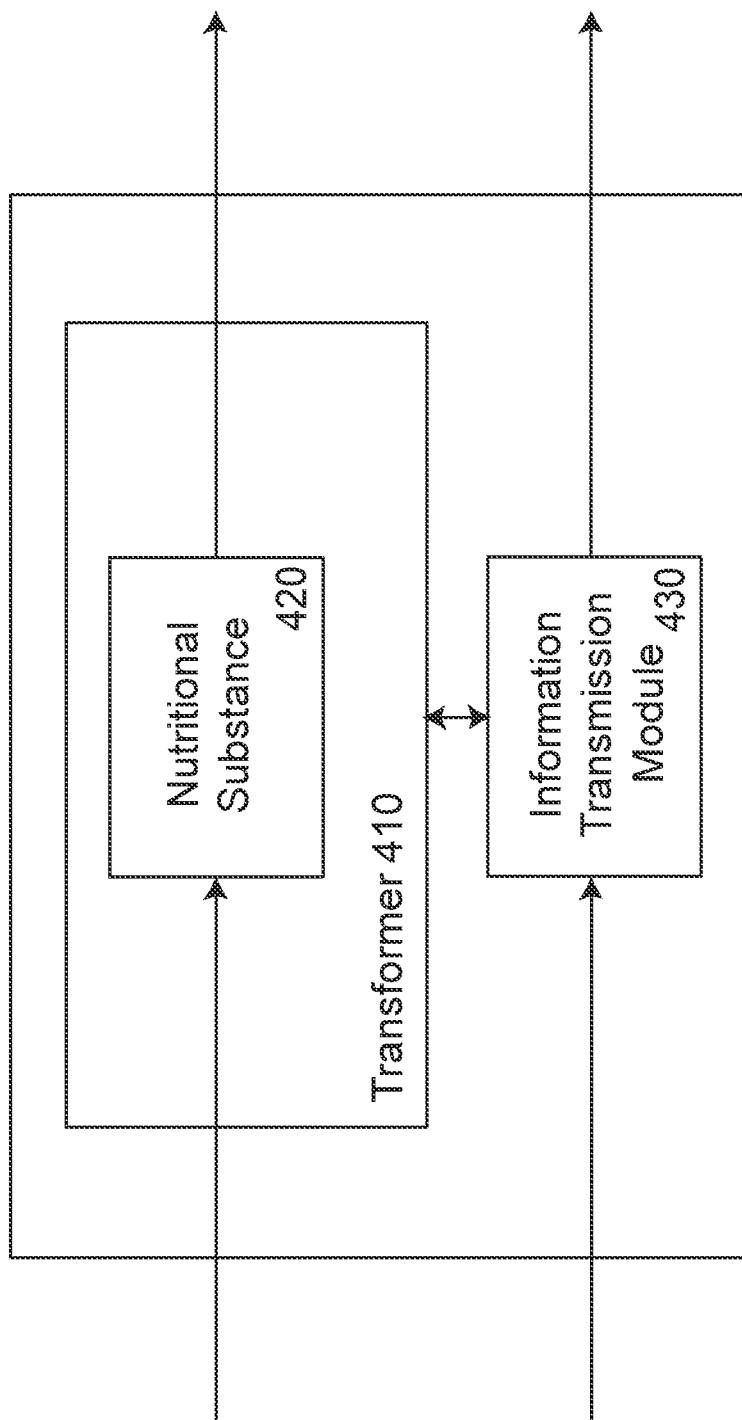 Nutritional
Substance
420
Transformer 410
Information
Transmission
Module 430